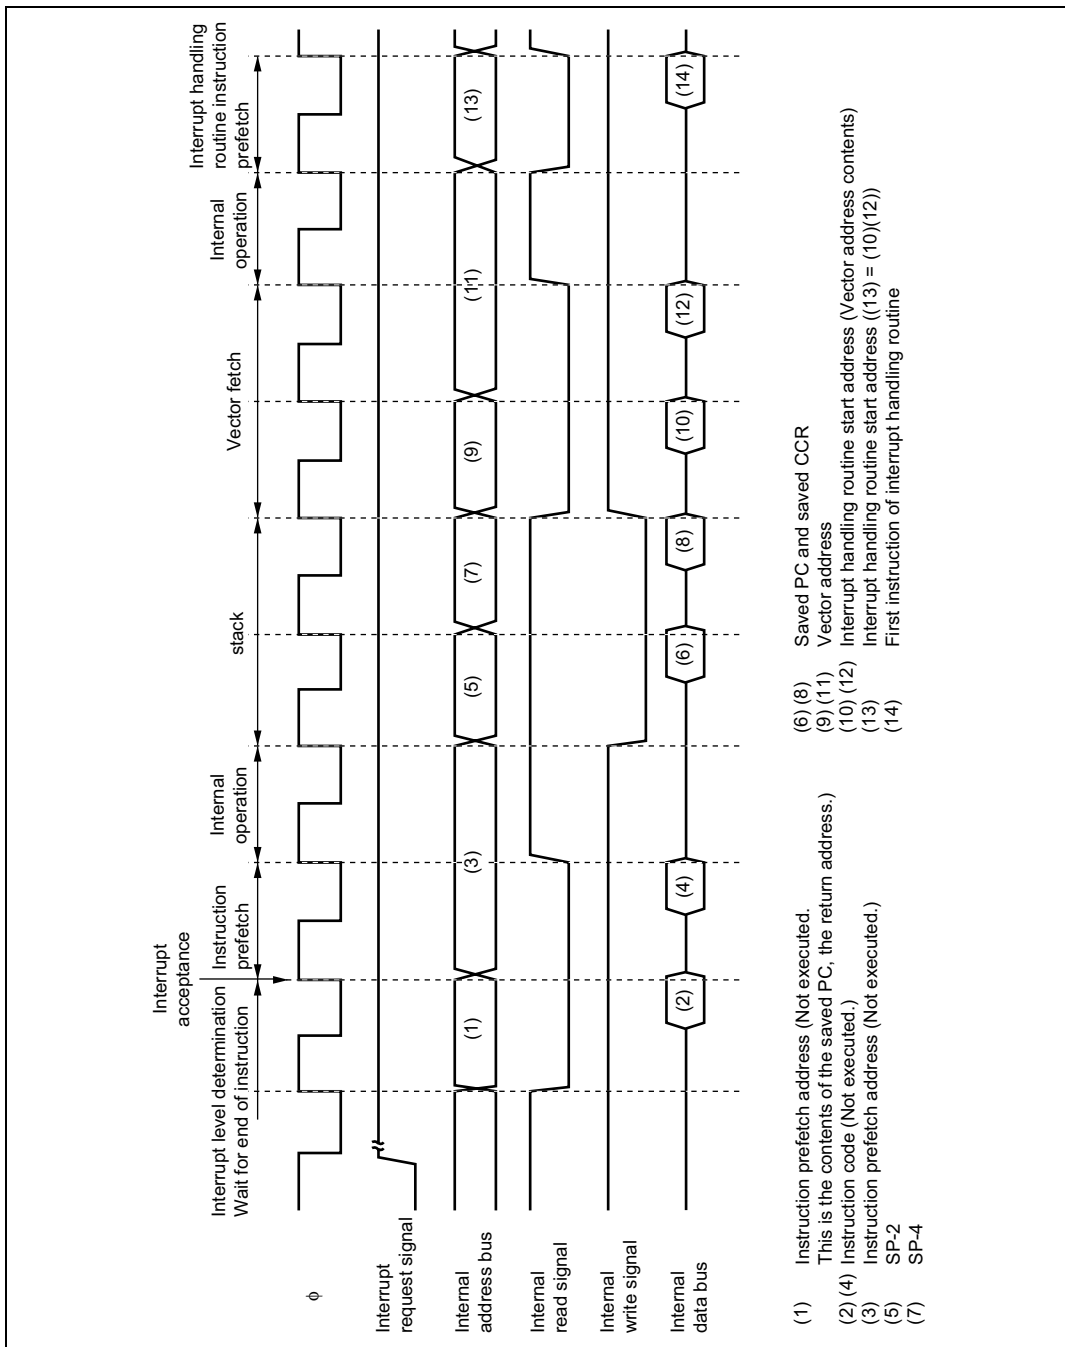 Interrupt
acceptance
Interrupt level determination
Wait for end of instruction
Instruction
prefetch
Internal
operation
stack
Vector fetch
Internal
operation
Interrupt handling
routine instruction
prefetch
φ
Interrupt
request signal
Internal
address bus
(1)
(3)
(5)
(7)
(9)
(11)
(13)
Internal
read signal
Internal
write signal
Internal
data bus
(2)
(4)
(6)
(8)
(10)
(12)
(14)
(1) Instruction prefetch address (Not executed.
This is the contents of the saved PC, the return address.)
(2) (4) Instruction code (Not executed.)
(3) Instruction prefetch address (Not executed.)
(5) SP-2
(7) SP-4
(6) (8) Saved PC and saved CCR
(9) (11) Vector address
(10) (12) Interrupt handling routine start address (Vector address contents)
(13) Interrupt handling routine start address ((13) = (10)(12))
(14) First instruction of interrupt handling routine